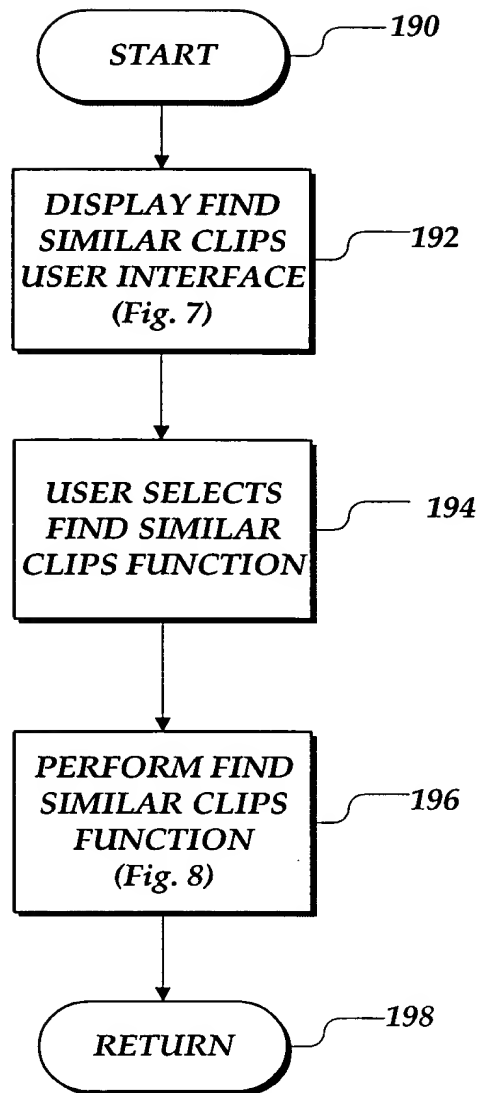 START
190
DISPLAY FIND
SIMILAR CLIPS
USER INTERFACE
(Fig. 7)
192
USER SELECTS
FIND SIMILAR
CLIPS FUNCTION
194
PERFORM FIND
SIMILAR CLIPS
FUNCTION
(Fig. 8)
196
RETURN
198